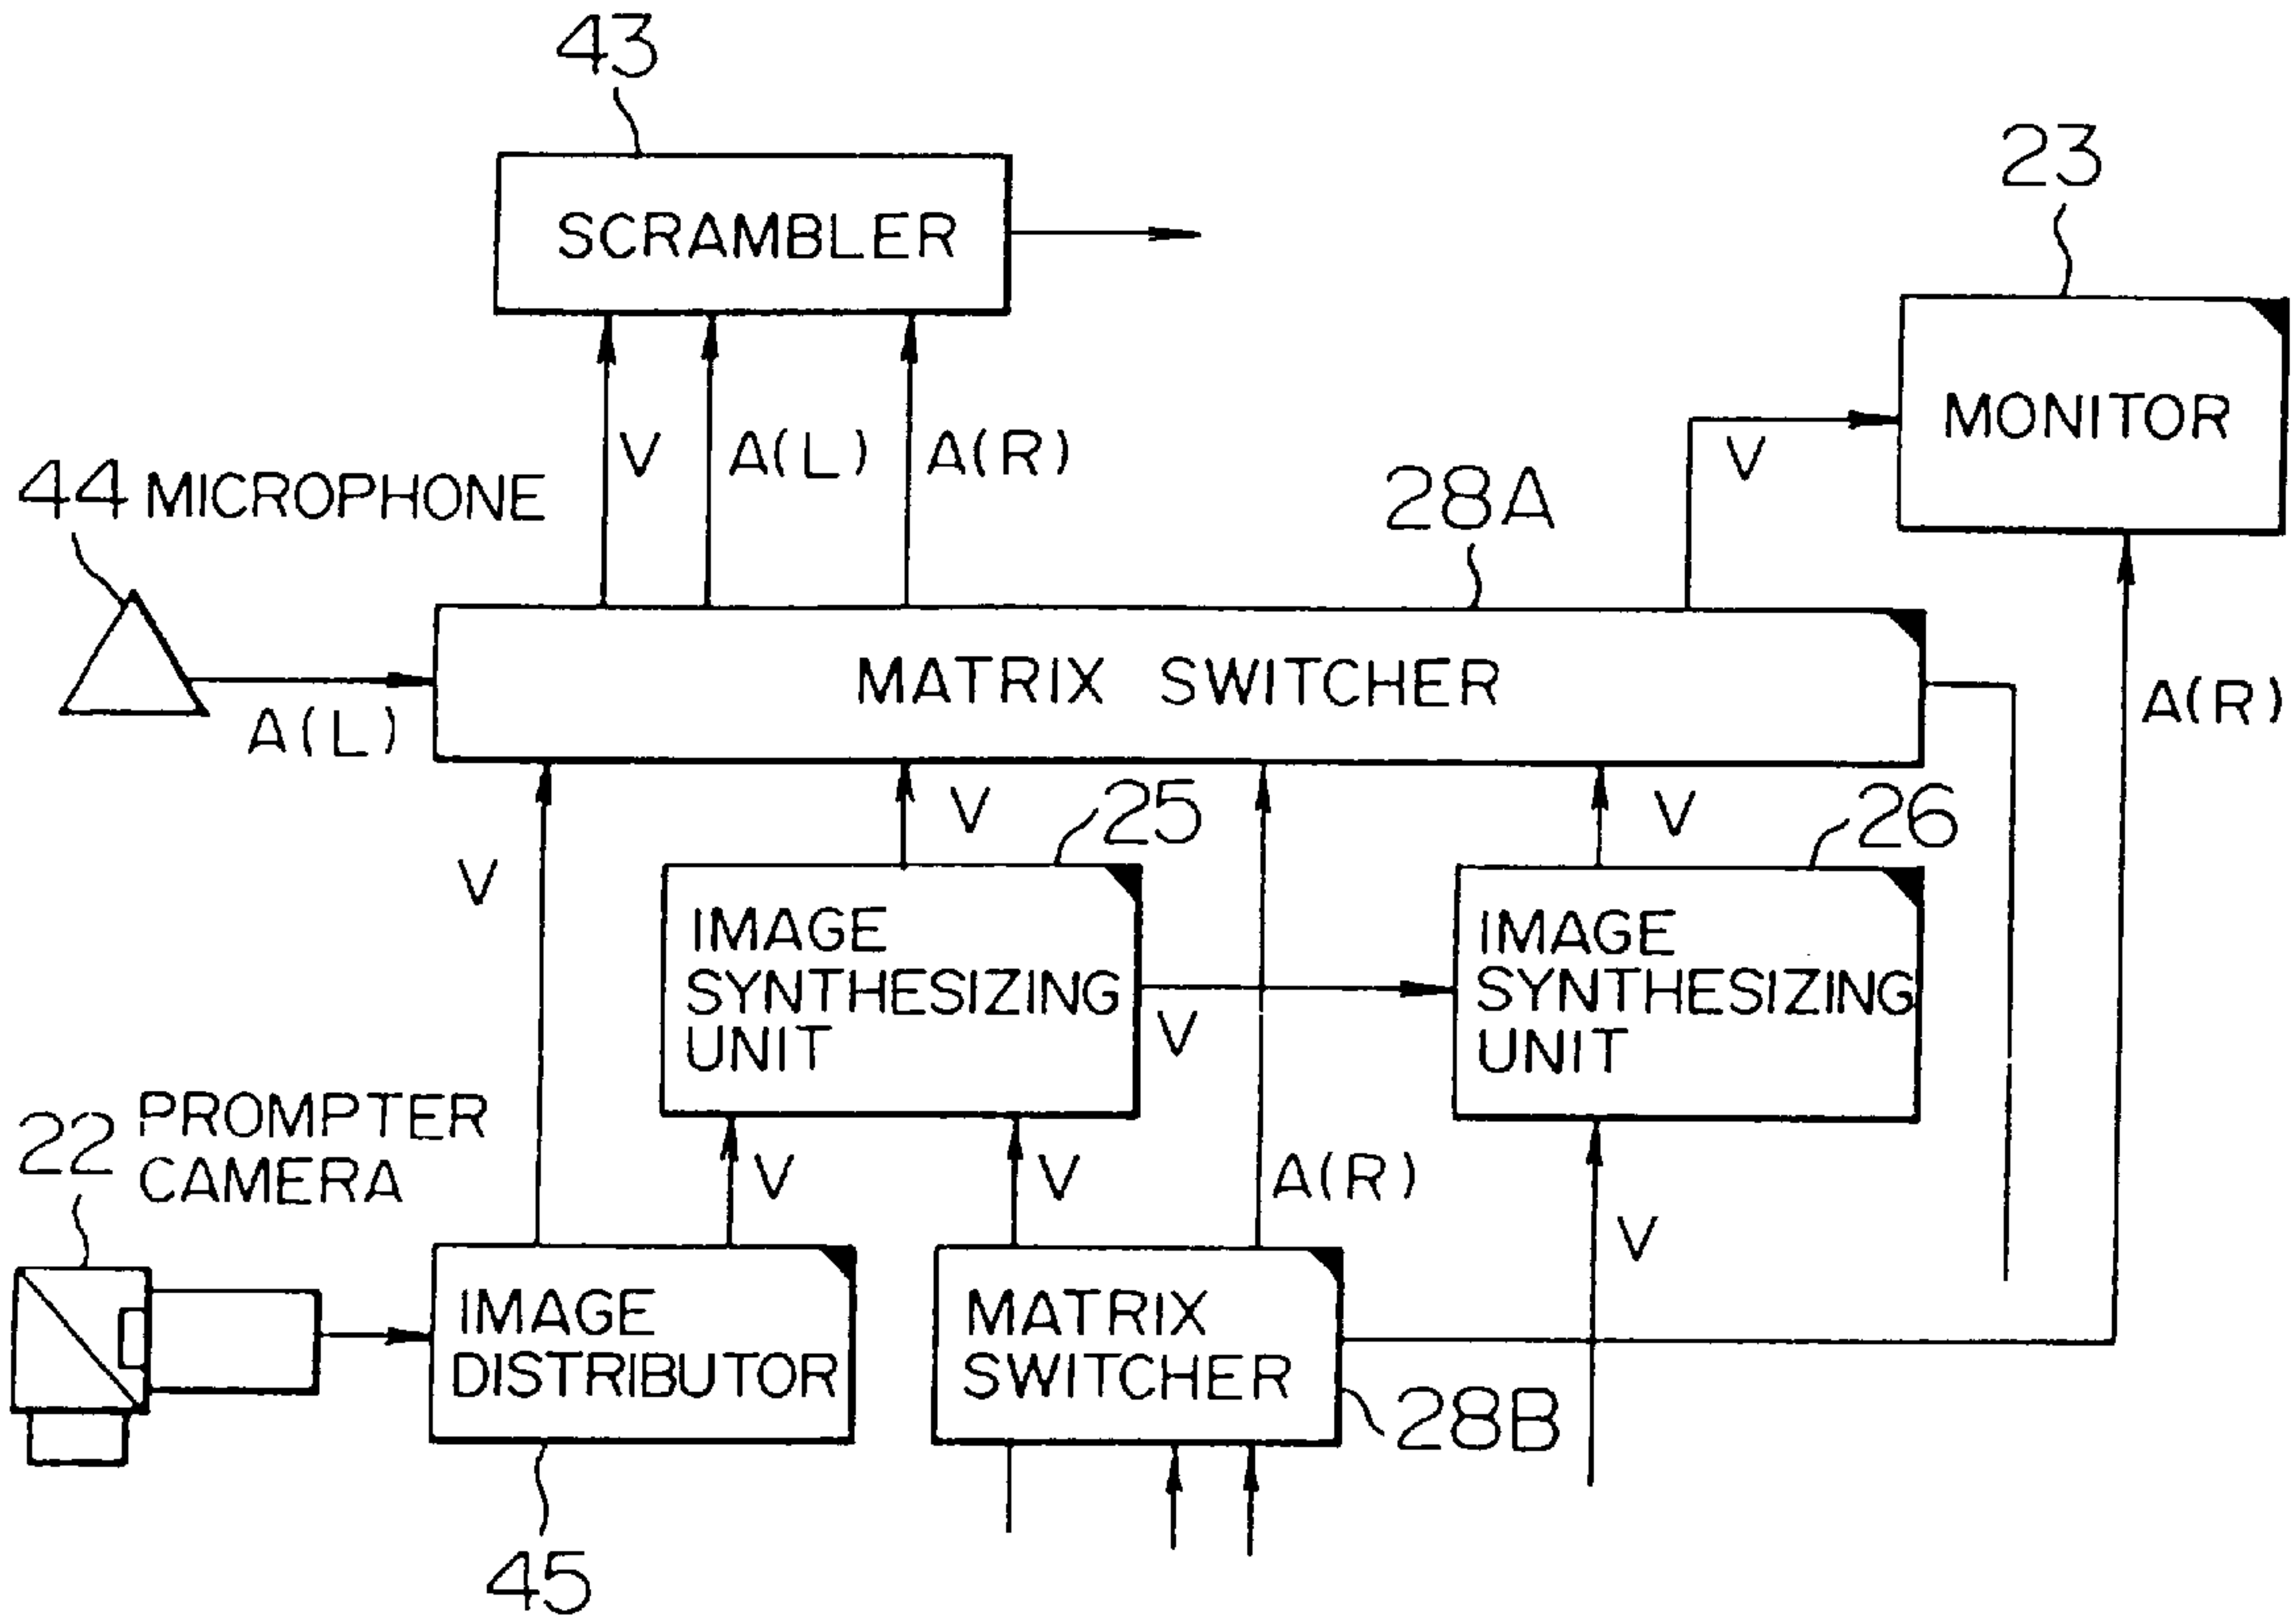 43
SCRAMBLER
23
MONITOR
V
A(L)
A(R)
V
44 MICROPHONE
28A
MATRIX SWITCHER
A(L)
A(R)
V
V
25
V
26
V
IMAGE
SYNTHESIZING
UNIT
V
IMAGE
SYNTHESIZING
UNIT
22 PROMPTER
CAMERA
V
V
A(R)
V
IMAGE
DISTRIBUTOR
MATRIX
SWITCHER
28B
45